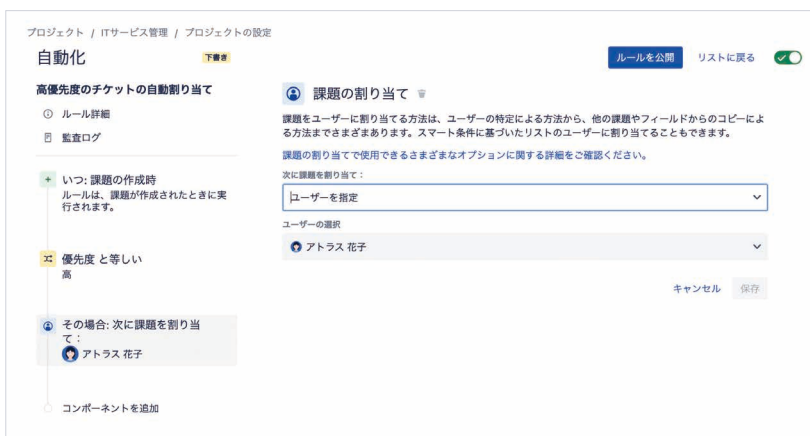 プロジェクト / ITサービス管理 / プロジェクトの設定
自動化
下書き
ルールを公開
リストに戻る
高優先度のチケットの自動割り当て
ルール詳細
監査ログ
いつ: 課題の作成時
ルールは、課題が作成されたときに実
行されます。
優先度 と等しい
高
その場合: 次に課題を割り当
て:
アトラス 花子
コンポーネントを追加
課題の割り当て
課題をユーザーに割り当てる方法は、ユーザーの特定による方法から、他の課題やフィールドからのコピーによ
る方法までさまざまあります。スマート条件に基づいたリストのユーザーに割り当てることもできます。
課題の割り当てで使用できるさまざまなオプションに関する詳細をご確認ください。
次に課題を割り当て:
ユーザーを指定
ユーザーの選択
アトラス 花子
キャンセル
保存